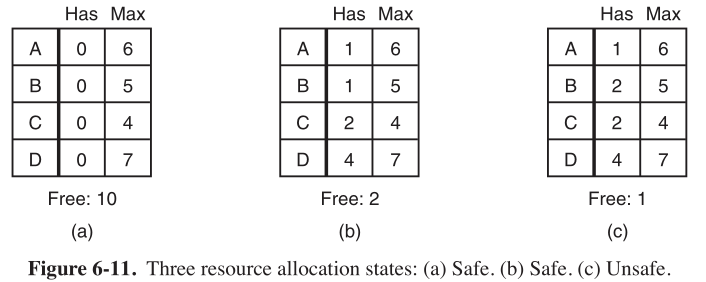 Has Max
A 0 6
B 0 5
C 0 4
D 0 7
Free: 10
(a)
Has Max
A 1 6
B 1 5
C 2 4
D 4 7
Free: 2
(b)
Has Max
A 1 6
B 2 5
C 2 4
D 4 7
Free: 1
(c)
Figure 6-11. Three resource allocation states: (a) Safe. (b) Safe. (c) Unsafe.